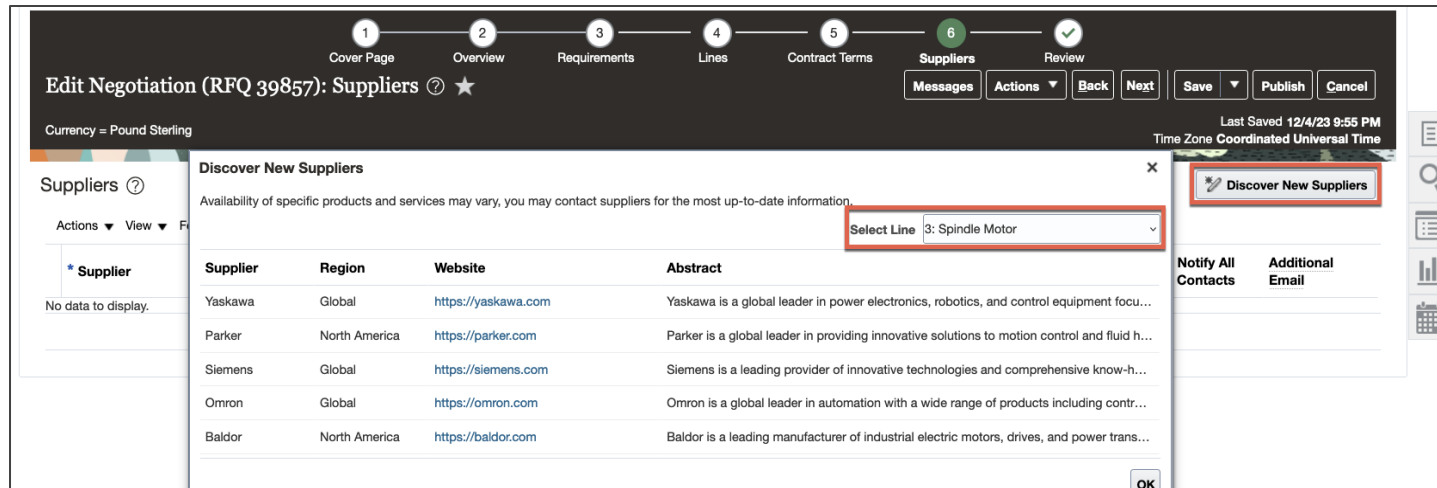 1 2 3 4 5 6
Cover Page Overview Requirements Lines Contract Terms Suppliers Review
Edit Negotiation (RFQ 39857): Suppliers ?
Messages Actions Back Next Save Publish Cancel
Currency = Pound Sterling
Last Saved 12/4/23 9:55 PM
Time Zone Coordinated Universal Time
Suppliers ?
Discover New Suppliers
Actions View
* Supplier
No data to display.
Notify All Contacts
Additional Email
Discover New Suppliers
Availability of specific products and services may vary, you may contact suppliers for the most up-to-date information.
Select Line 3: Spindle Motor
Supplier Region Website Abstract
Yaskawa Global https://yaskawa.com Yaskawa is a global leader in power electronics, robotics, and control equipment focu...
Parker North America https://parker.com Parker is a global leader in providing innovative solutions to motion control and fluid h...
Siemens Global https://siemens.com Siemens is a leading provider of innovative technologies and comprehensive know-h...
Omron Global https://omron.com Omron is a global leader in automation with a wide range of products including contr...
Baldor North America https://baldor.com Baldor is a leading manufacturer of industrial electric motors, drives, and power trans...
OK